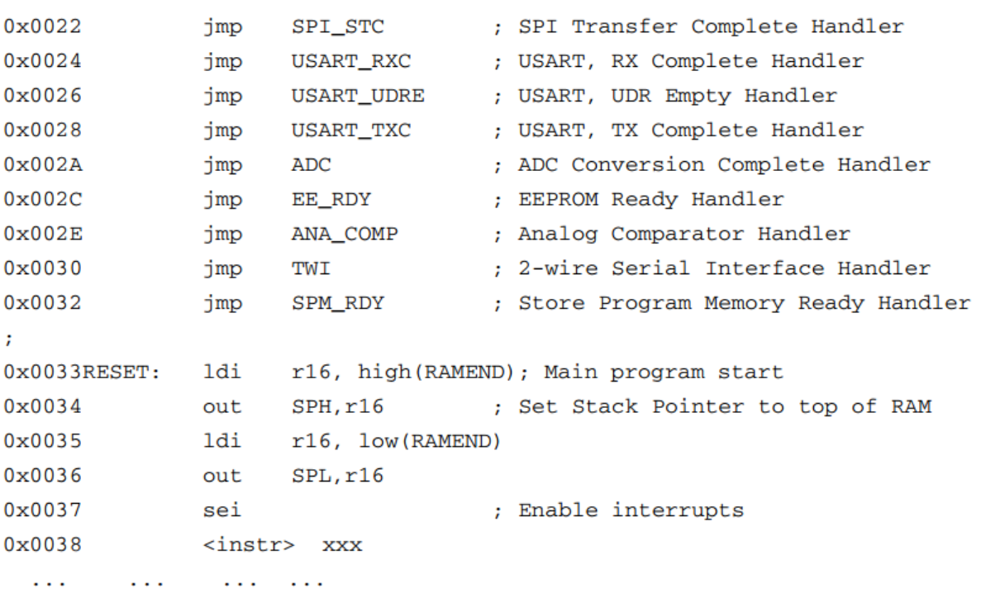 0x0022 jmp SPI_STC ; SPI Transfer Complete Handler
0x0024 jmp USART_RXC ; USART, RX Complete Handler
0x0026 jmp USART_UDRE ; USART, UDR Empty Handler
0x0028 jmp USART_TXC ; USART, TX Complete Handler
0x002A jmp ADC ; ADC Conversion Complete Handler
0x002C jmp EE_RDY ; EEPROM Ready Handler
0x002E jmp ANA_COMP ; Analog Comparator Handler
0x0030 jmp TWI ; 2-wire Serial Interface Handler
0x0032 jmp SPM_RDY ; Store Program Memory Ready Handler
;
0x0033RESET: ldi r16, high(RAMEND); Main program start
0x0034 out SPH,r16 ; Set Stack Pointer to top of RAM
0x0035 ldi r16, low(RAMEND)
0x0036 out SPL,r16
0x0037 sei ; Enable interrupts
0x0038 <instr> xxx
... ... ... ...